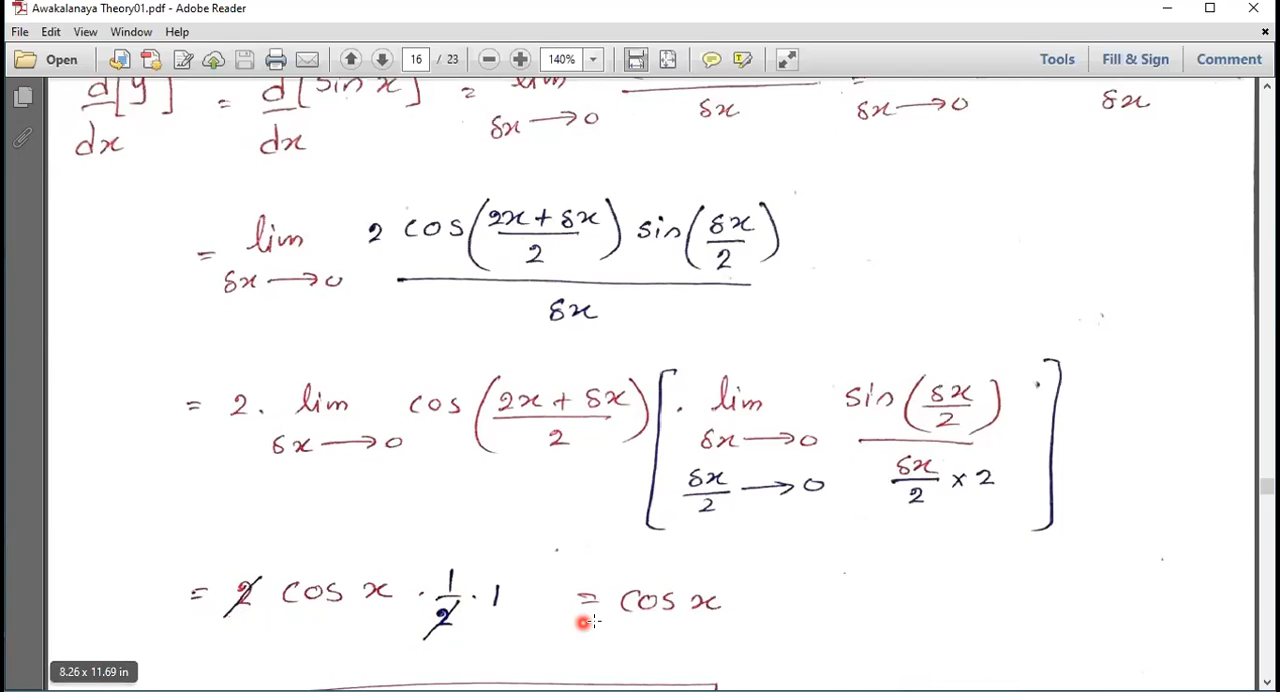 Awakalanaya Theory01.pdf - Adobe Reader
File Edit View Window Help
Open 16 / 23 140% Tools Fill & Sign Comment
d[y] = d[sin x] = lim = 
dx dx δx→0 δx δx→0 δx
= lim 2 cos((2x + δx)/2) sin(δx/2)
δx→0 δx
= 2. lim cos((2x + δx)/2) [. lim sin(δx/2) ]
δx→0 δx→0 δx/2 × 2
δx/2→0
= 2 cos x · 1/2 · 1 = cos x
8.26 x 11.69 in